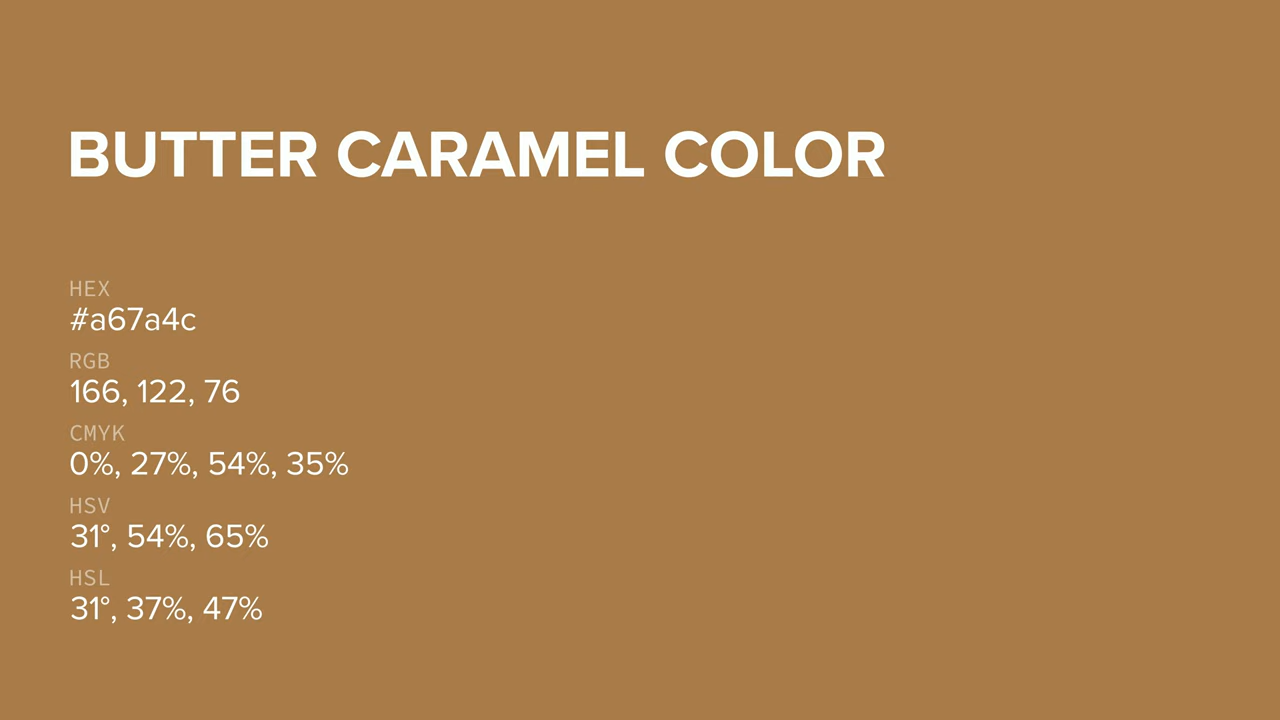 BUTTER CARAMEL COLOR
HEX
#a67a4c
RGB
166, 122, 76
CMYK
0%, 27%, 54%, 35%
HSV
31°, 54%, 65%
HSL
31°, 37%, 47%